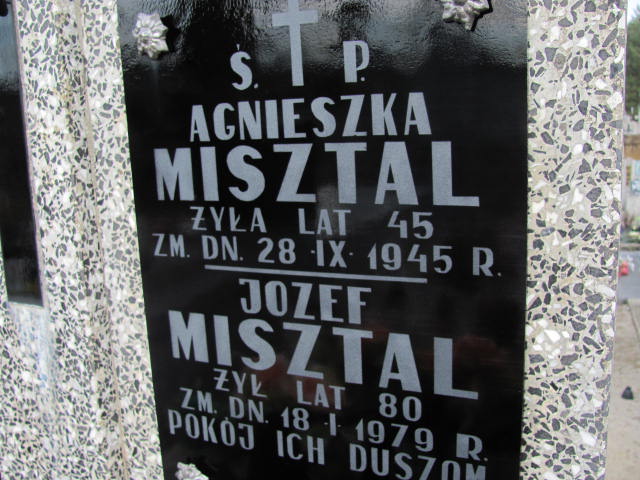 Ś. P.
AGNIESZKA
MISZTAL
ŻYŁA LAT 45
ZM. DN. 28 ·IX· 1945 R.
JOZEF
MISZTAL
ŻYŁ LAT 80
ZM. DN. 18 ·I· 1979 R.
POKÓJ ICH DUSZOM